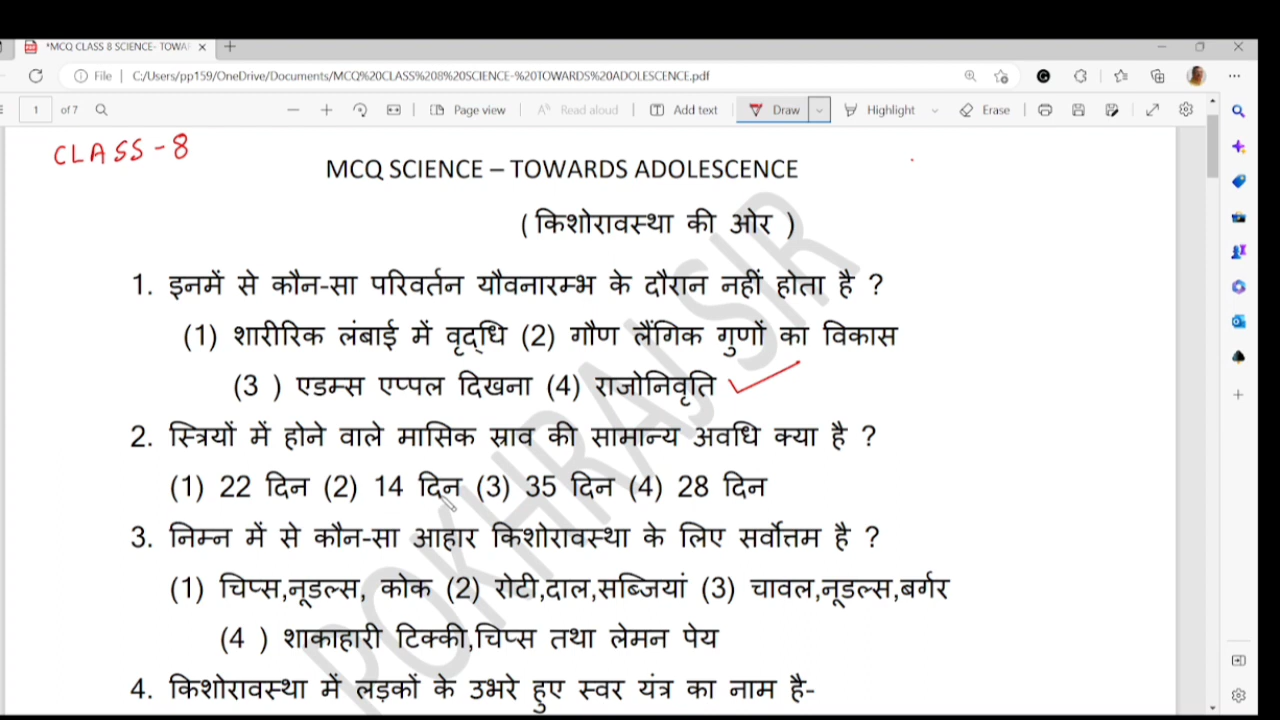 *MCQ CLASS 8 SCIENCE- TOWAR
File C:/Users/pp159/OneDrive/Documents/MCQ%20CLASS%208%20SCIENCE-%20TOWARDS%20ADOLESCENCE.pdf
1 of 7 Page view Read aloud Add text Draw Highlight Erase
CLASS-8
MCQ SCIENCE – TOWARDS ADOLESCENCE
( किशोरावस्था की ओर )
1. इनमें से कौन-सा परिवर्तन यौवनारम्भ के दौरान नहीं होता है ?
(1) शारीरिक लंबाई में वृद्धि (2) गौण लैंगिक गुणों का विकास
(3 ) एडम्स एप्पल दिखना (4) राजोनिवृति
2. स्त्रियों में होने वाले मासिक स्राव की सामान्य अवधि क्या है ?
(1) 22 दिन (2) 14 दिन (3) 35 दिन (4) 28 दिन
3. निम्न में से कौन-सा आहार किशोरावस्था के लिए सर्वोत्तम है ?
(1) चिप्स,नूडल्स, कोक (2) रोटी,दाल,सब्जियां (3) चावल,नूडल्स,बर्गर
(4 ) शाकाहारी टिक्की,चिप्स तथा लेमन पेय
4. किशोरावस्था में लड़कों के उभरे हुए स्वर यंत्र का नाम है-
POKHRAJ SIR